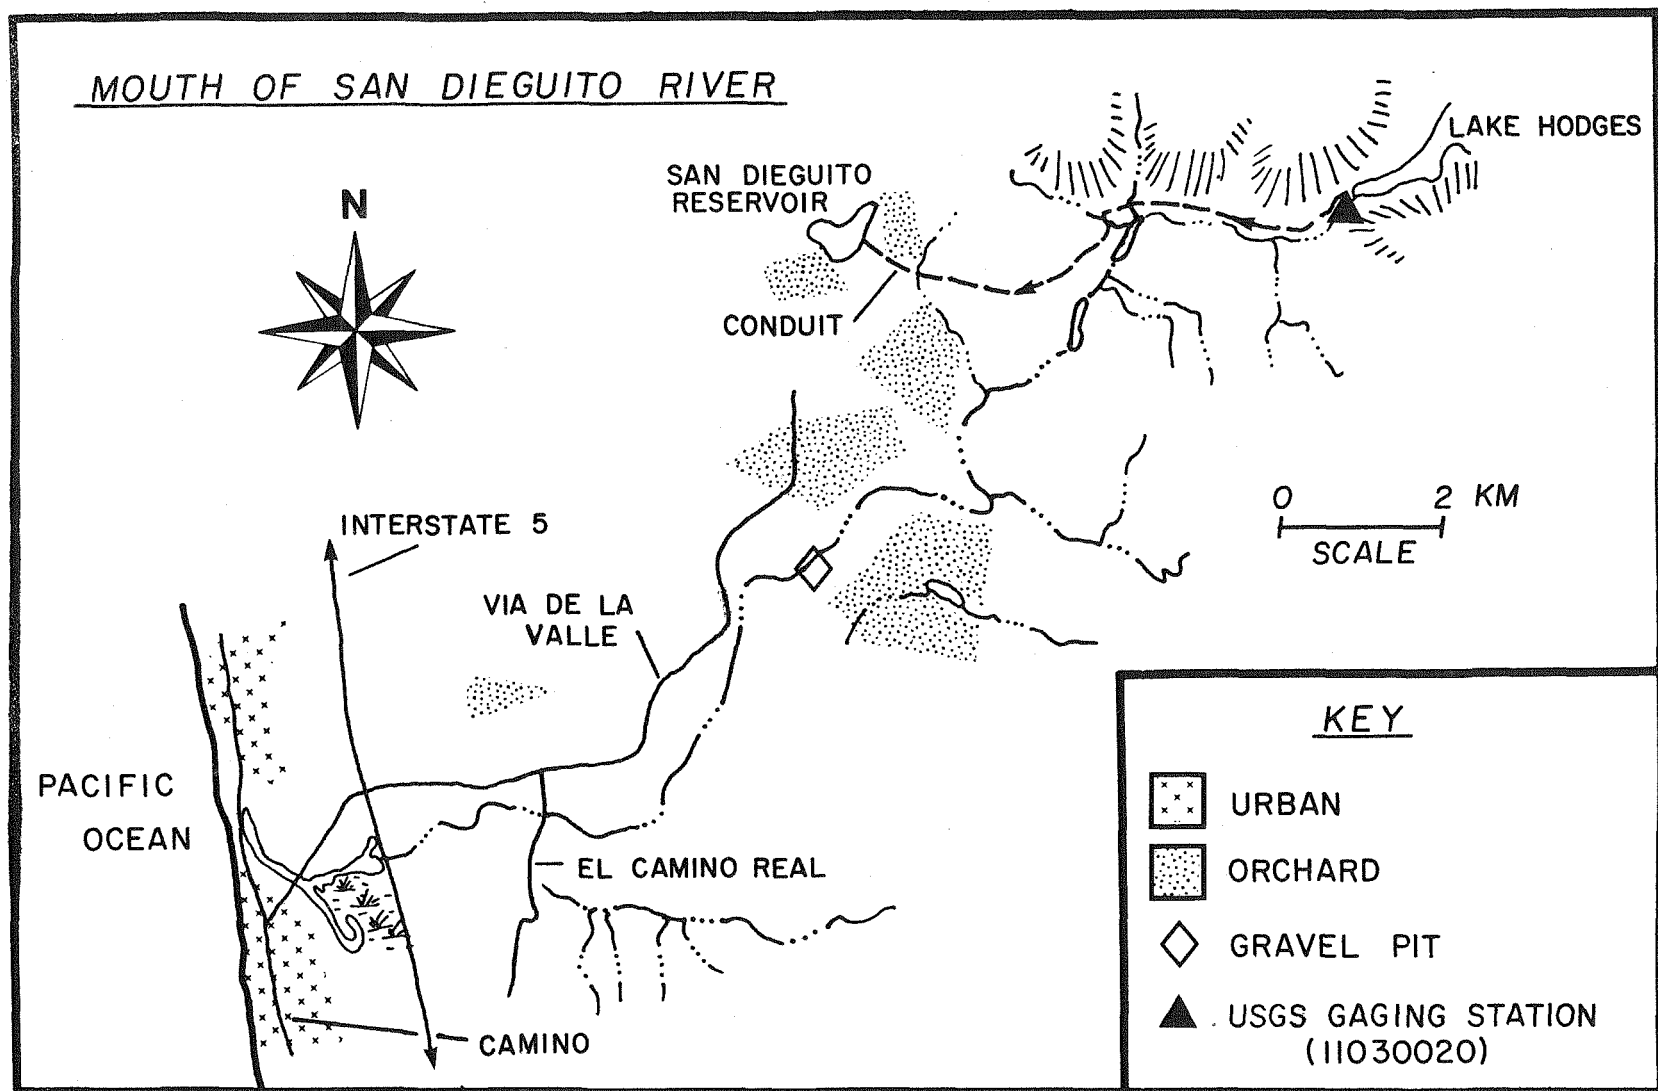 MOUTH OF SAN DIEGUITO RIVER
LAKE HODGES
SAN DIEGUITO
RESERVOIR
N
CONDUIT
0 2 KM
SCALE
INTERSTATE 5
VIA DE LA
VALLE
PACIFIC
OCEAN
EL CAMINO REAL
CAMINO
KEY
URBAN
ORCHARD
GRAVEL PIT
USGS GAGING STATION
(11030020)